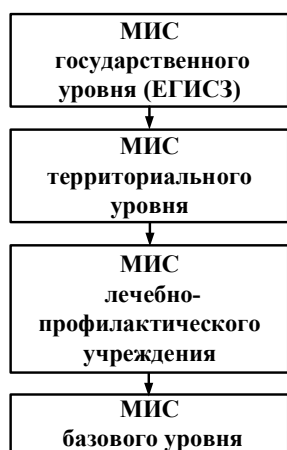 МИС
государственного
уровня (ЕГИСЗ)
МИС
территориального
уровня
МИС
лечебно-
профилактического
учреждения
МИС
базового уровня